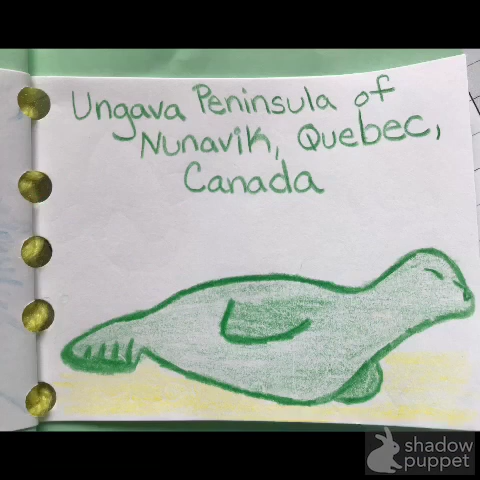 Ungava Peninsula of
Nunavik, Quebec,
Canada
shadow
puppet